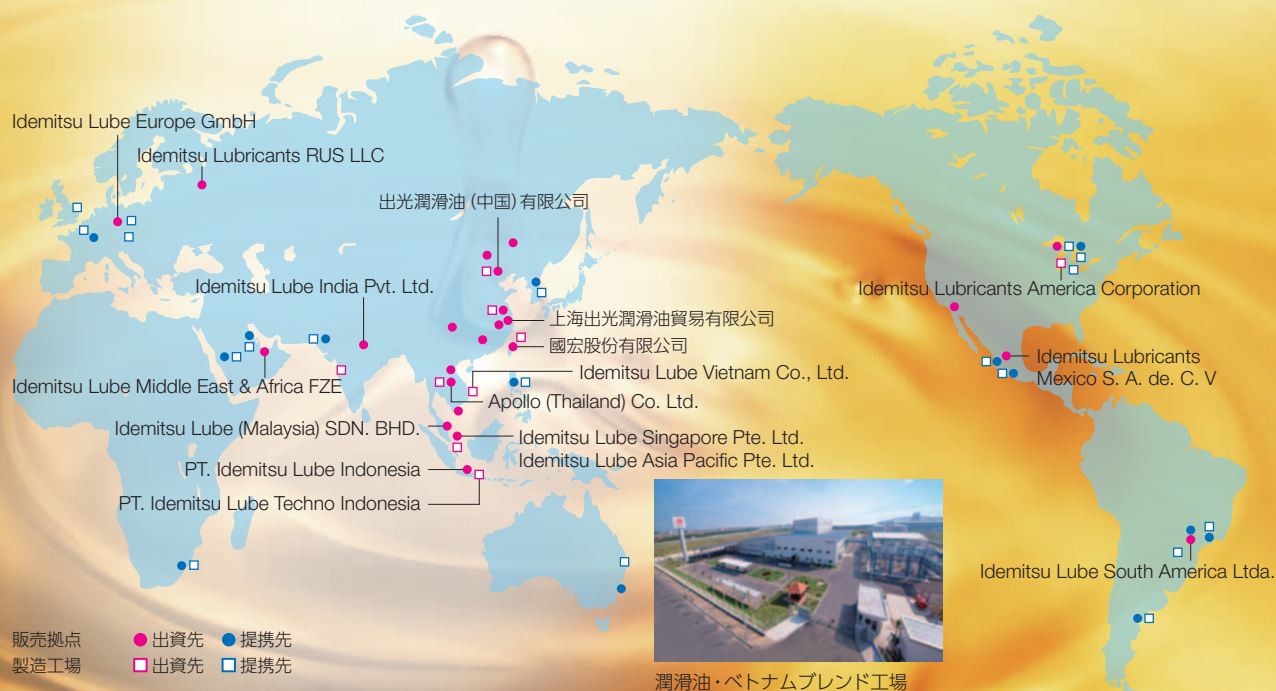 Idemitsu Lube Europe GmbH
Idemitsu Lubricants RUS LLC
出光潤滑油（中国）有限公司
Idemitsu Lube India Pvt. Ltd.
Idemitsu Lubricants America Corporation
上海出光潤滑油貿易有限公司
國宏股份有限公司
Idemitsu Lubricants
Mexico S. A. de. C. V
Idemitsu Lube Vietnam Co., Ltd.
Idemitsu Lube Middle East & Africa FZE
Apollo (Thailand) Co. Ltd.
Idemitsu Lube (Malaysia) SDN. BHD.
Idemitsu Lube Singapore Pte. Ltd.
Idemitsu Lube Asia Pacific Pte. Ltd.
PT. Idemitsu Lube Indonesia
PT. Idemitsu Lube Techno Indonesia
Idemitsu Lube South America Ltda.
販売拠点 出資先 提携先
製造工場 出資先 提携先
潤滑油・ベトナムブレンド工場